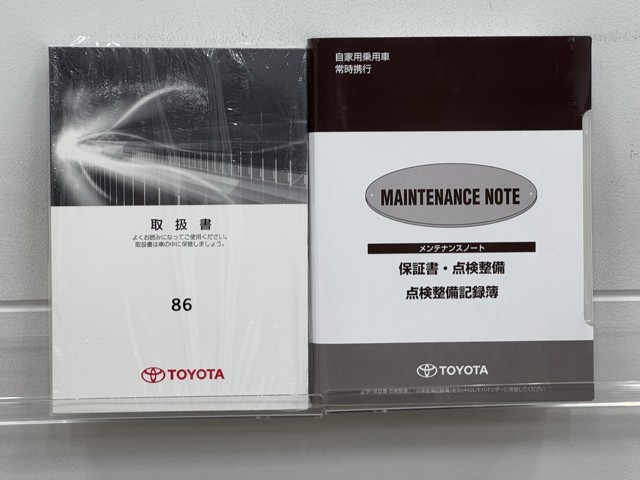 取扱書
よくお読みになってご使用ください。
取扱書は車の中に保管しましょう。
86
TOYOTA
自家用乗用車
常時携行
MAINTENANCE NOTE
メンテナンスノート
保証書・点検整備
点検整備記録簿
TOYOTA